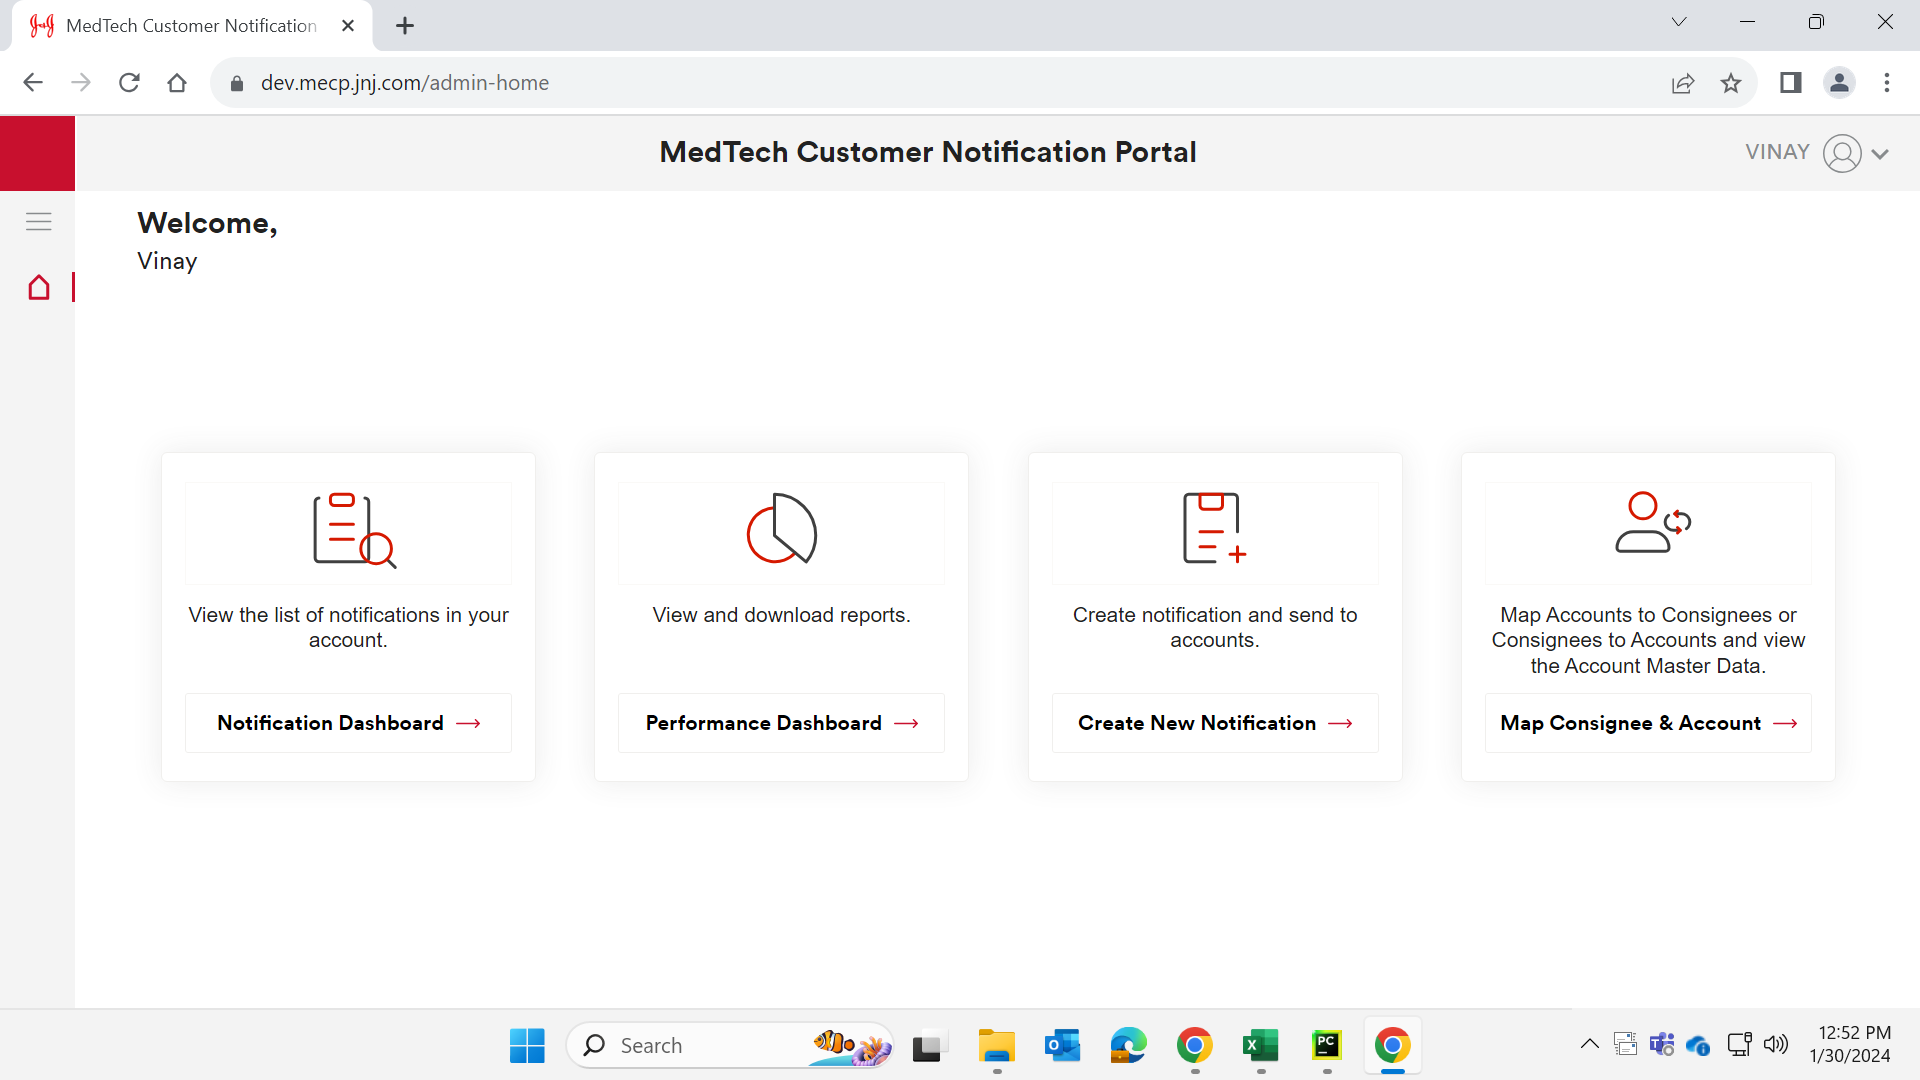 MedTech Customer Notification
dev.mecp.jnj.com/admin-home
MedTech Customer Notification Portal
VINAY
Welcome,
Vinay
View the list of notifications in your
account.
Notification Dashboard
View and download reports.
Performance Dashboard
Create notification and send to
accounts.
Create New Notification
Map Accounts to Consignees or
Consignees to Accounts and view
the Account Master Data.
Map Consignee & Account
Search
PC
12:52 PM
1/30/2024